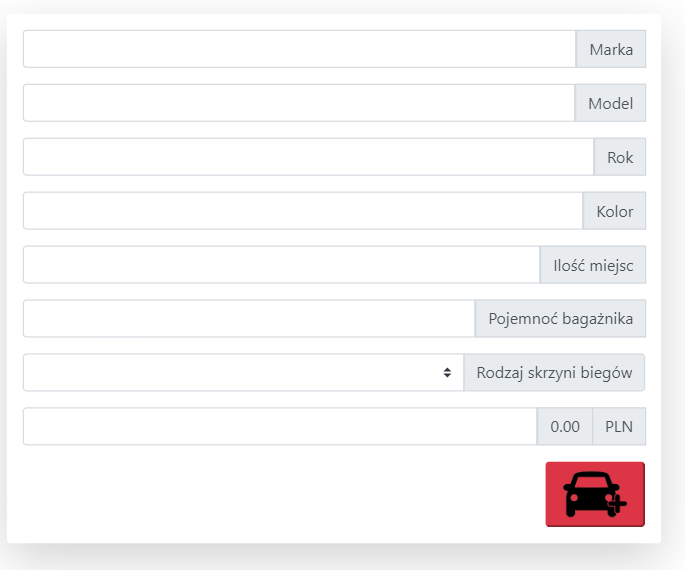 Marka
Model
Rok
Kolor
Ilość miejsc
Pojemnoć bagażnika
Rodzaj skrzyni biegów
0.00 PLN